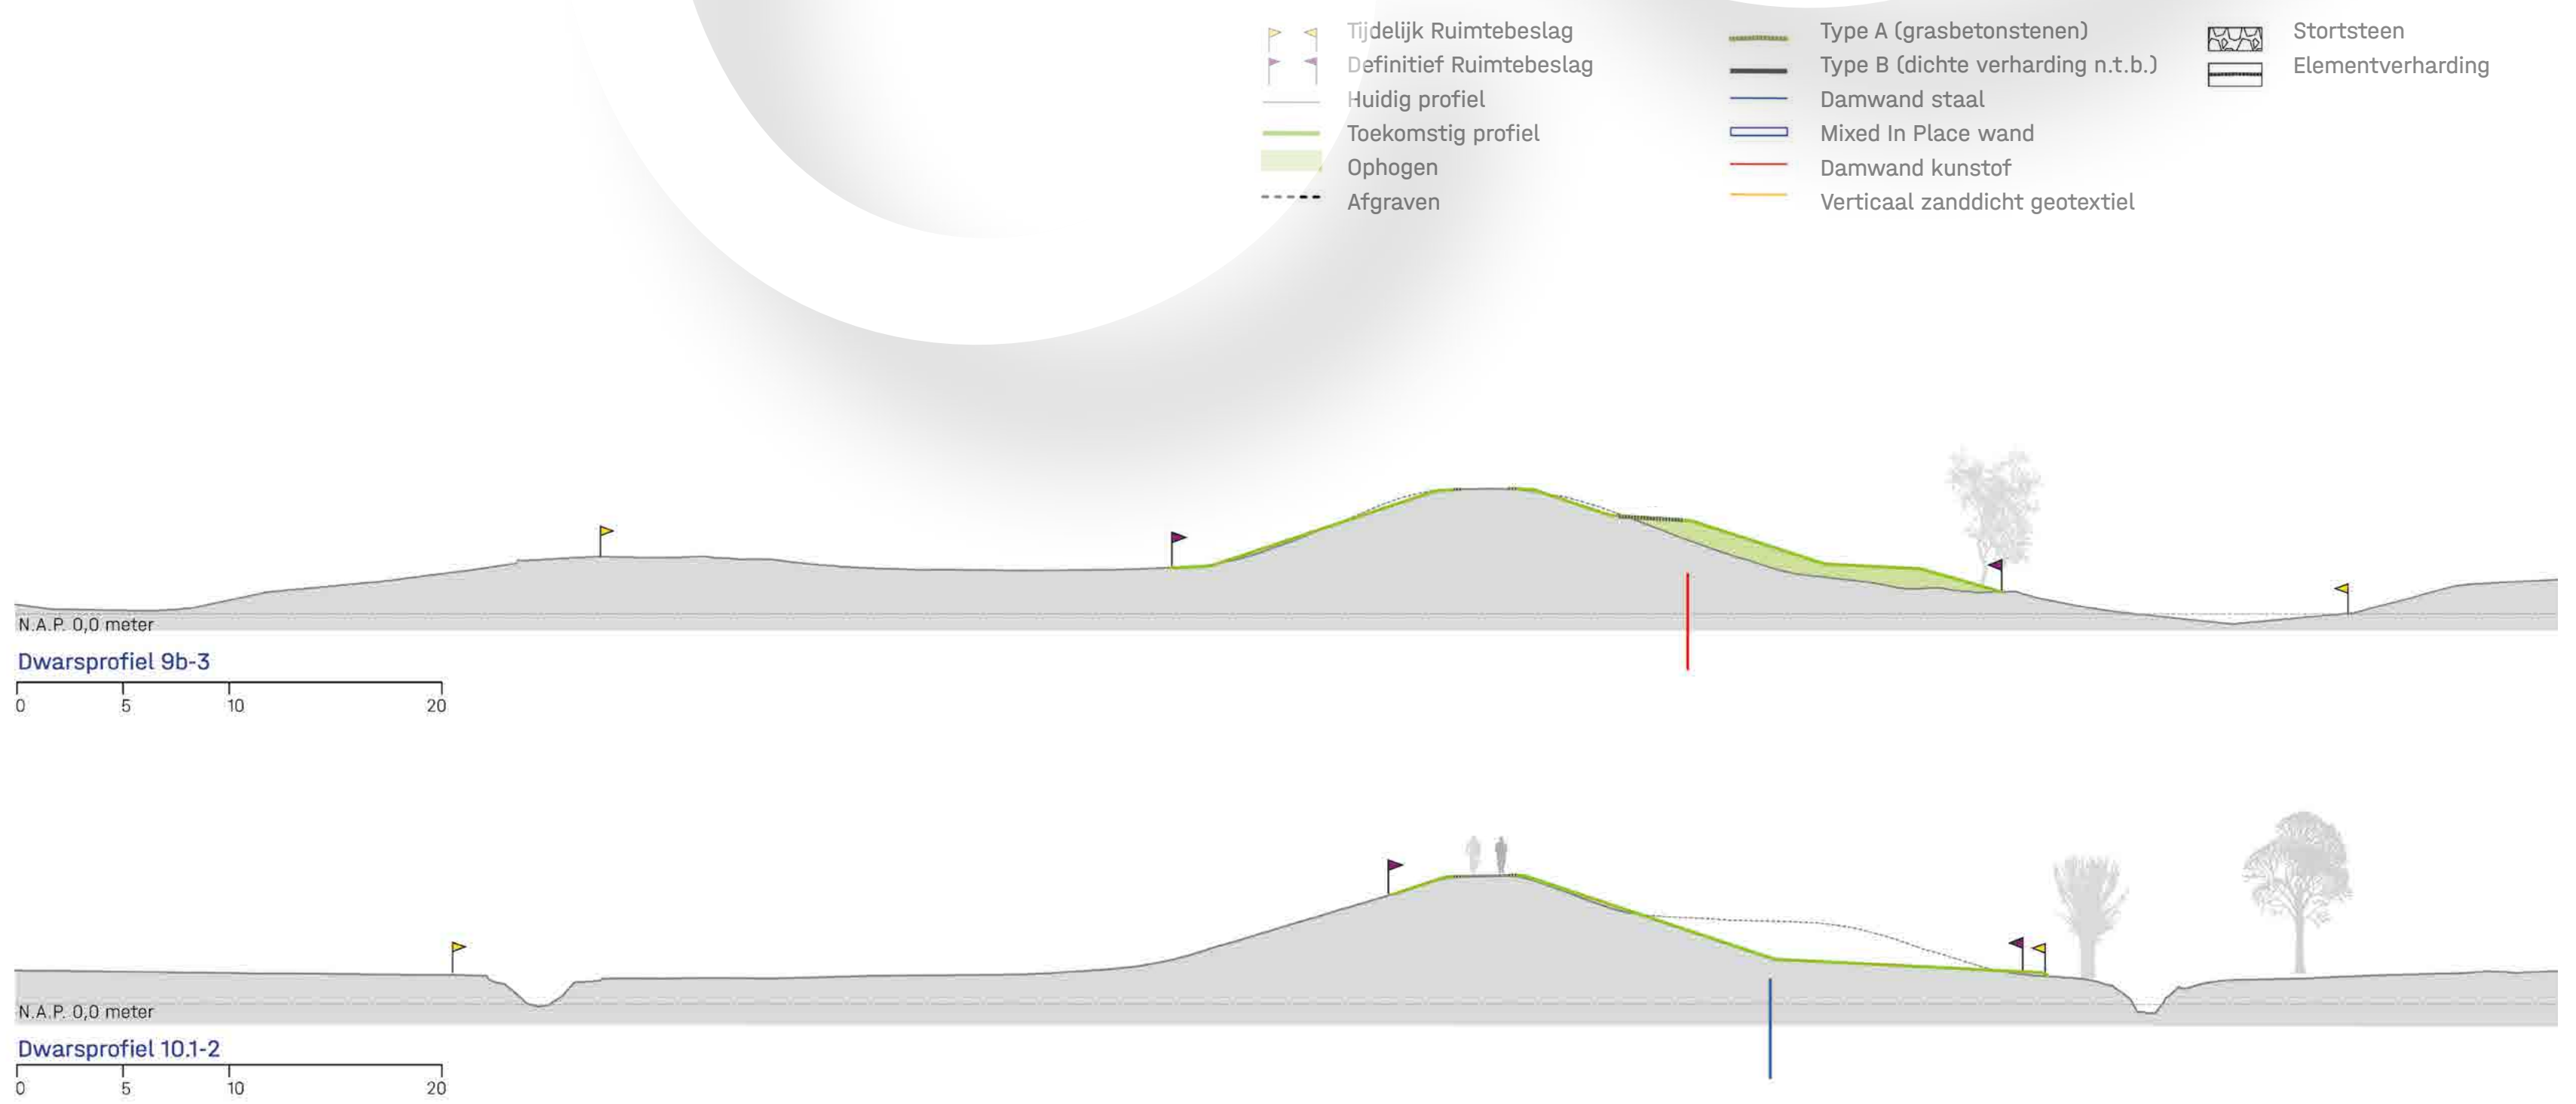 Tijdelijk Ruimtebeslag
Definitief Ruimtebeslag
Huidig profiel
Toekomstig profiel
Ophogen
Afgraven
Type A (grasbetonstenen)
Type B (dichte verharding n.t.b.)
Damwand staal
Mixed In Place wand
Damwand kunstof
Verticaal zanddicht geotextiel
Stortsteen
Elementverharding
N.A.P. 0,0 meter
Dwarsprofiel 9b-3
0 5 10 20
N.A.P. 0,0 meter
Dwarsprofiel 10.1-2
0 5 10 20